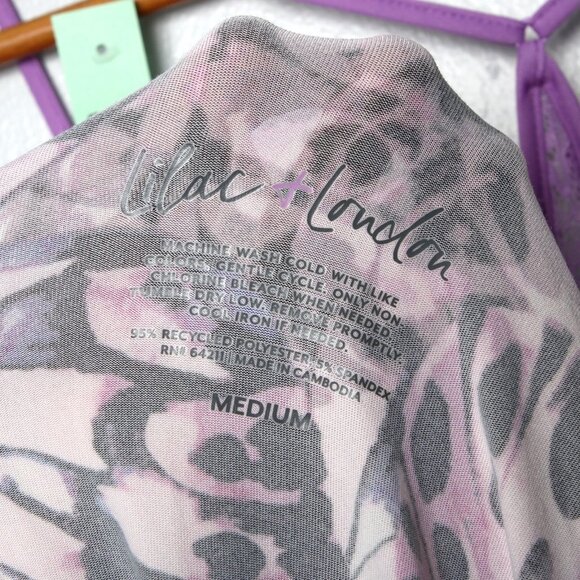 Lilac + London
MACHINE WASH COLD WITH LIKE
COLORS. GENTLE CYCLE. ONLY NON
CHLORINE BLEACH WHEN NEEDED.
TUMBLE DRY LOW. REMOVE PROMPTLY.
COOL IRON IF NEEDED.
95% RECYCLED POLYESTER 5% SPANDEX
RN# 64211 | MADE IN CAMBODIA
MEDIUM